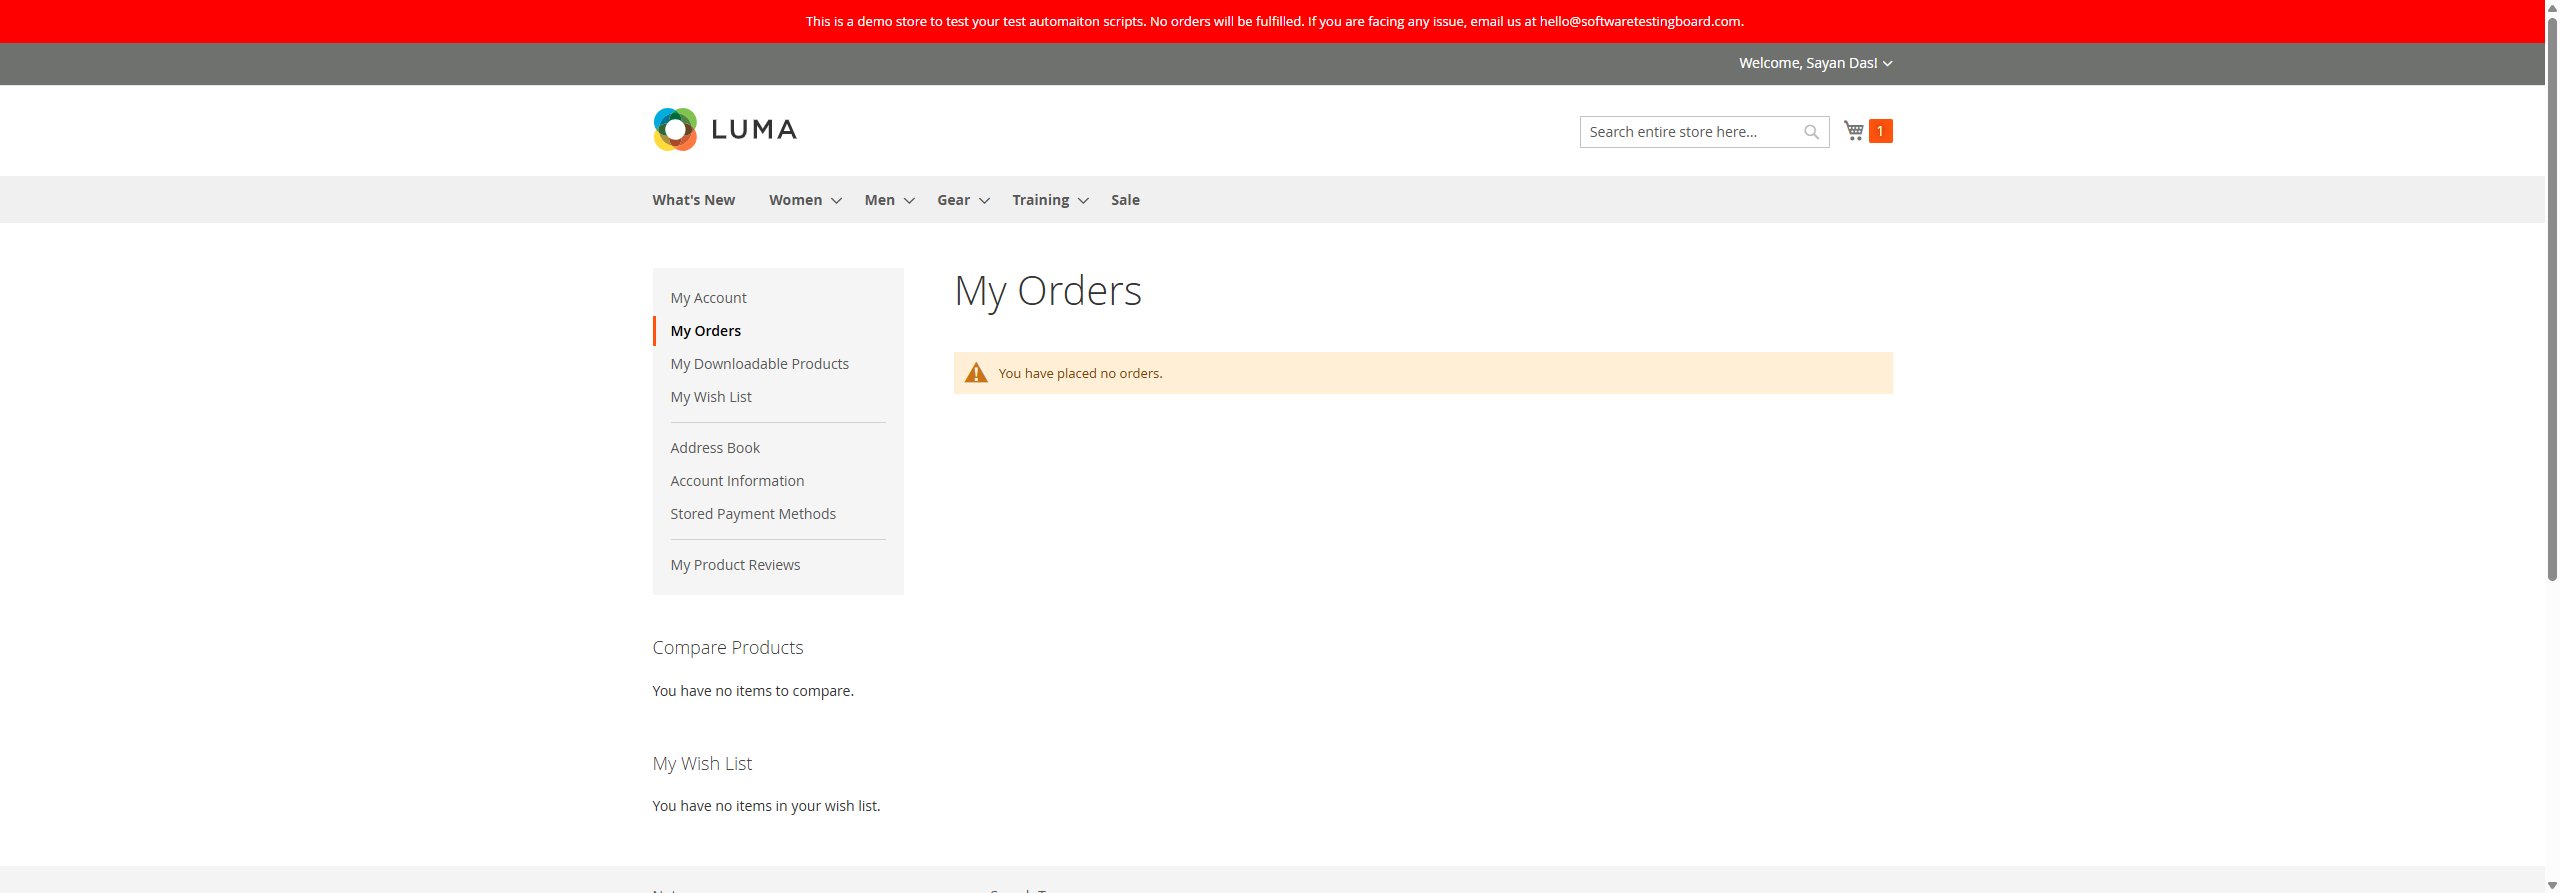 This is a demo store to test your test automaiton scripts. No orders will be fulfilled. If you are facing any issue, email us at hello@softwaretestingboard.com.
Welcome, Sayan Das!
LUMA
Search entire store here...
1
What's New Women Men Gear Training Sale
My Account
My Orders
My Downloadable Products
My Wish List
Address Book
Account Information
Stored Payment Methods
My Product Reviews
My Orders
You have placed no orders.
Compare Products
You have no items to compare.
My Wish List
You have no items in your wish list.